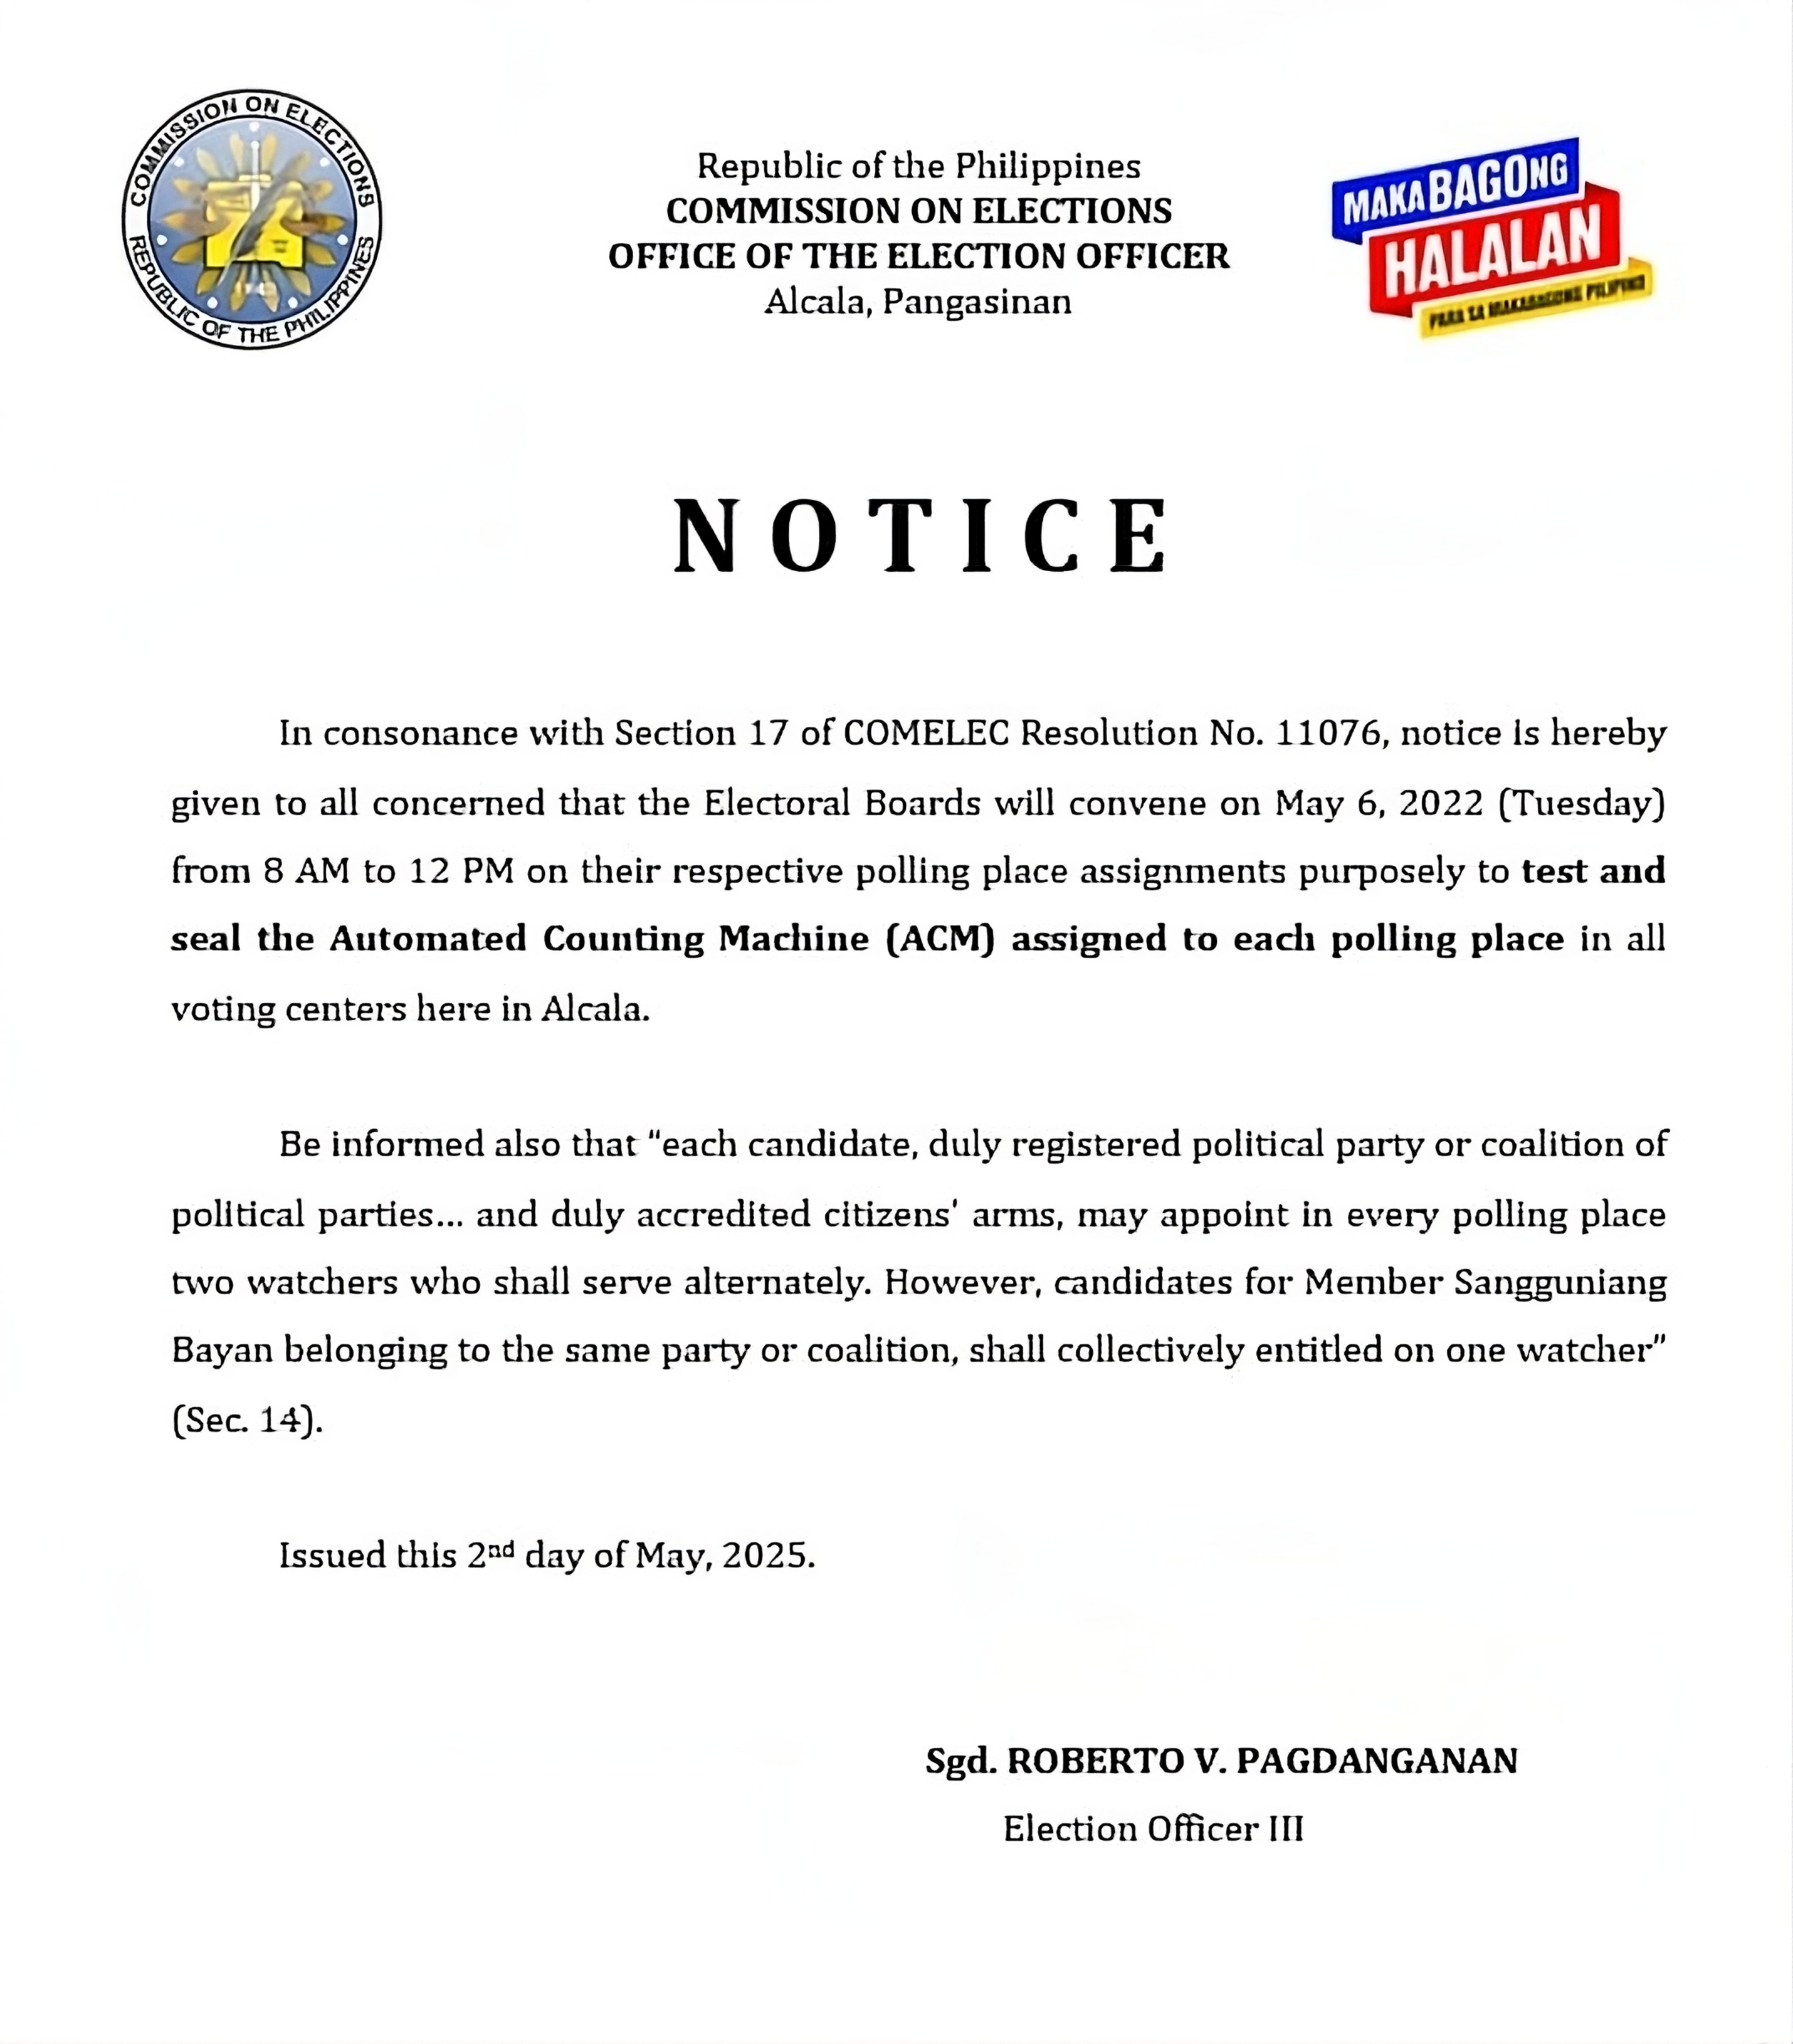 COMMISSION ON ELECTIONS
REPUBLIC OF THE PHILIPPINES
Republic of the Philippines
COMMISSION ON ELECTIONS
OFFICE OF THE ELECTION OFFICER
Alcala, Pangasinan
MAKABAGONG
HALALAN
PARA SA MAKABAGONG PILIPINO
NOTICE
In consonance with Section 17 of COMELEC Resolution No. 11076, notice is hereby
given to all concerned that the Electoral Boards will convene on May 6, 2022 (Tuesday)
from 8 AM to 12 PM on their respective polling place assignments purposely to test and
seal the Automated Counting Machine (ACM) assigned to each polling place in all
voting centers here in Alcala.
Be informed also that “each candidate, duly registered political party or coalition of
political parties... and duly accredited citizens' arms, may appoint in every polling place
two watchers who shall serve alternately. However, candidates for Member Sangguniang
Bayan belonging to the same party or coalition, shall collectively entitled on one watcher”
(Sec. 14).
Issued this 2nd day of May, 2025.
Sgd. ROBERTO V. PAGDANGANAN
Election Officer III